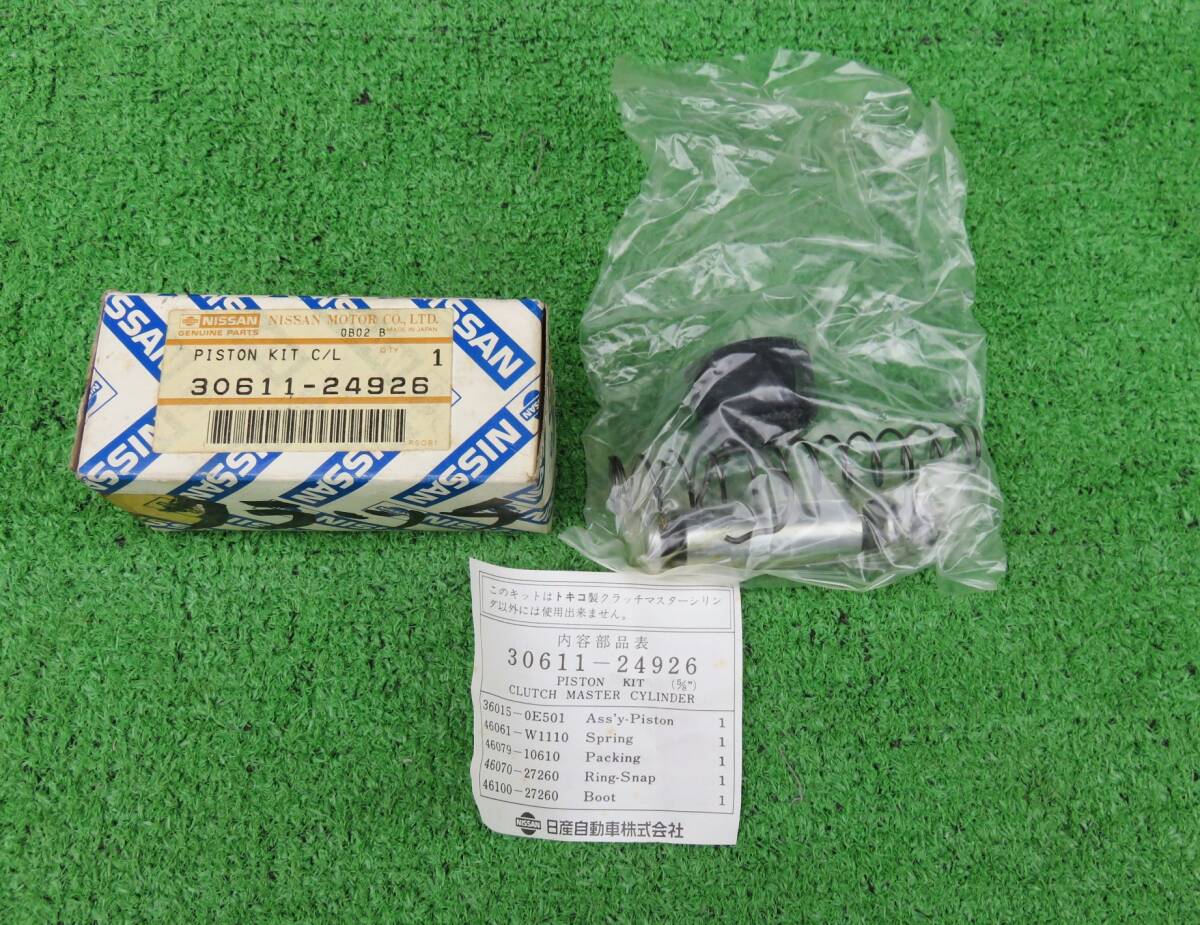 NISSAN NISSAN MOTOR CO., LTD.
GENUINE PARTS 0B02 B MADE IN JAPAN
PISTON KIT C/L QTY 1
30611-24926
NISSAN
NISSAN
NISSAN
このキットはトキコ製クラッチマスターシリン
ダ以外には使用出来ません。
内容部品表
30611-24926
PISTON KIT (5/8")
CLUTCH MASTER CYLINDER
36015-0E501 Ass'y-Piston 1
46061-W1110 Spring 1
46079-10610 Packing 1
46070-27260 Ring-Snap 1
46100-27260 Boot 1
NISSAN 日産自動車株式会社